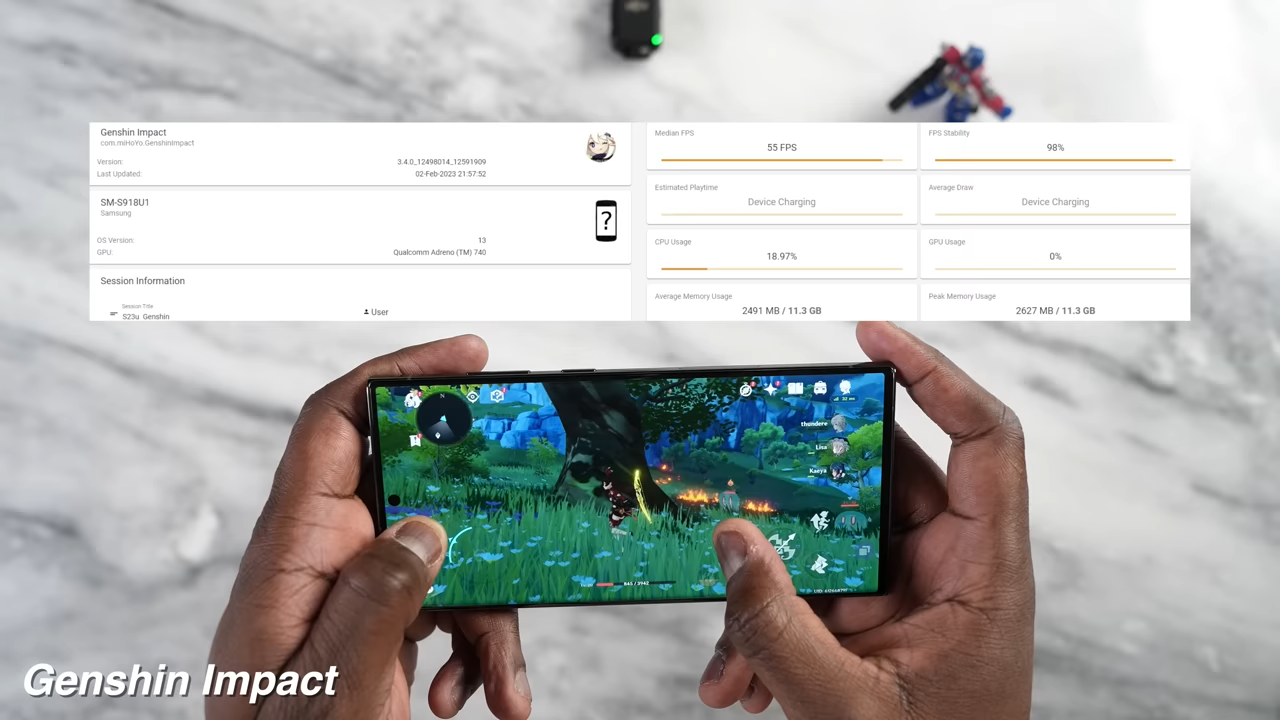 Genshin Impact
com.miHoYo.GenshinImpact
Version: 3.4.0_12498014_12591909
Last Updated: 02-Feb-2023 21:57:52
SM-S918U1
Samsung
?
OS Version: 13
GPU: Qualcomm Adreno (TM) 740
Session Information
Session Title
S23u Genshin
User
Median FPS
55 FPS
FPS Stability
98%
Estimated Playtime
Device Charging
Average Draw
Device Charging
CPU Usage
18.97%
GPU Usage
0%
Average Memory Usage
2491 MB / 11.3 GB
Peak Memory Usage
2627 MB / 11.3 GB
N
thundere
Lisa
Kaeya
Genshin Impact